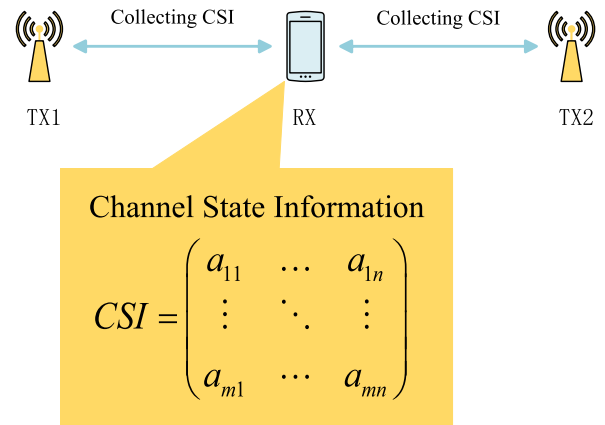 Collecting CSI Collecting CSI
TX1 RX TX2
Channel State Information
a₁₁ … a₁ₙ
CSI = ⋮ ⋱ ⋮
aₘ₁ … aₘₙ